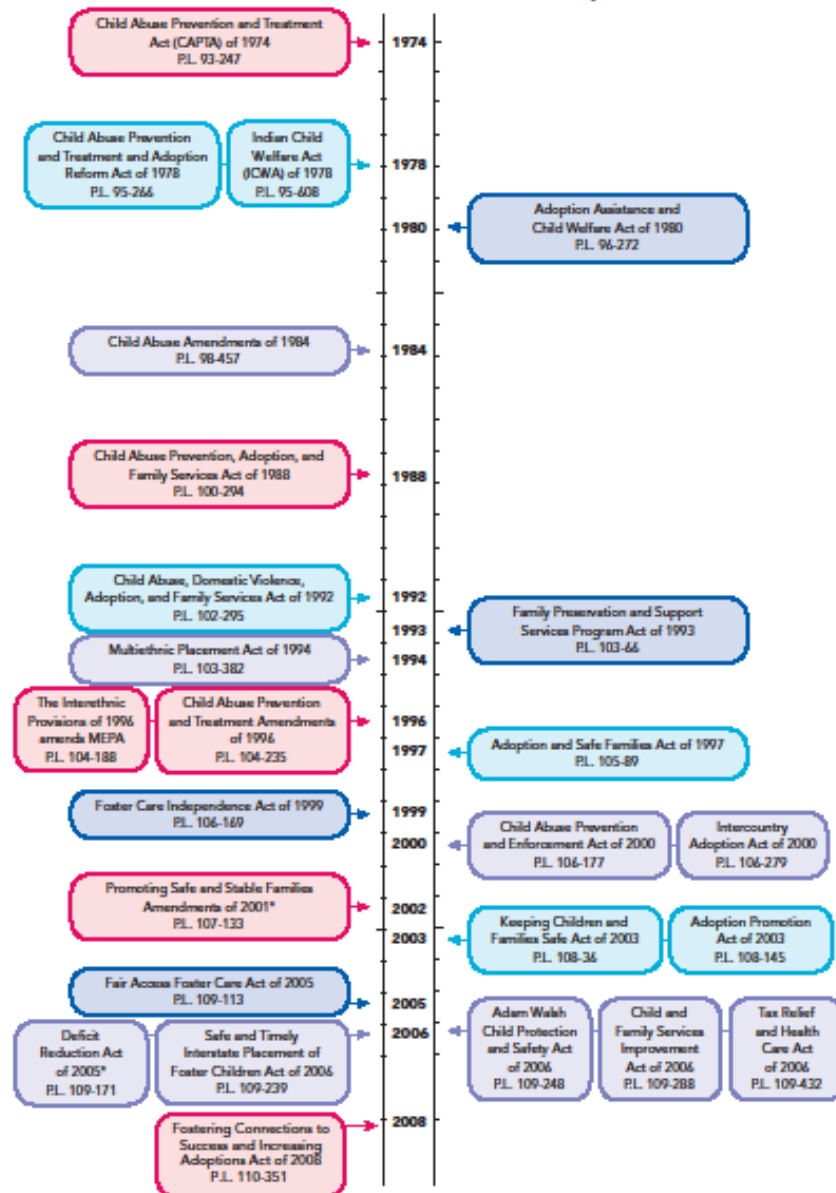 Child Abuse Prevention and Treatment
Act (CAPTA) of 1974
P.L. 93-247
1974
Child Abuse Prevention
and Treatment and Adoption
Reform Act of 1978
P.L. 95-266
Indian Child
Welfare Act
(ICWA) of 1978
P.L. 95-608
1978
1980
Adoption Assistance and
Child Welfare Act of 1980
P.L. 96-272
Child Abuse Amendments of 1984
P.L. 98-457
1984
Child Abuse Prevention, Adoption, and
Family Services Act of 1988
P.L. 100-294
1988
Child Abuse, Domestic Violence,
Adoption, and Family Services Act of 1992
P.L. 102-295
1992
1993
Family Preservation and Support
Services Program Act of 1993
P.L. 103-66
Multiethnic Placement Act of 1994
P.L. 103-382
1994
The Interethnic
Provisions of 1996
amends MEPA
P.L. 104-188
Child Abuse Prevention
and Treatment Amendments
of 1996
P.L. 104-235
1996
1997
Adoption and Safe Families Act of 1997
P.L. 105-89
Foster Care Independence Act of 1999
P.L. 106-169
1999
2000
Child Abuse Prevention
and Enforcement Act of 2000
P.L. 106-177
Intercountry
Adoption Act of 2000
P.L. 106-279
Promoting Safe and Stable Families
Amendments of 2001*
P.L. 107-133
2002
2003
Keeping Children and
Families Safe Act of 2003
P.L. 108-36
Adoption Promotion
Act of 2003
P.L. 108-145
Fair Access Foster Care Act of 2005
P.L. 109-113
2005
Deficit
Reduction Act
of 2005*
P.L. 109-171
Safe and Timely
Interstate Placement of
Foster Children Act of 2006
P.L. 109-239
2006
Adam Walsh
Child Protection
and Safety Act
of 2006
P.L. 109-248
Child and
Family Services
Improvement
Act of 2006
P.L. 109-288
Tax Relief
and Health
Care Act
of 2006
P.L. 109-432
Fostering Connections to
Success and Increasing
Adoptions Act of 2008
P.L. 110-351
2008